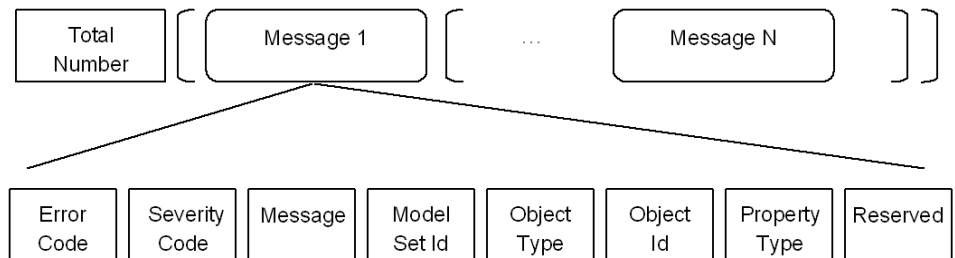 Total
Number
Message 1
...
Message N
Error
Code
Severity
Code
Message
Model
Set Id
Object
Type
Object
Id
Property
Type
Reserved